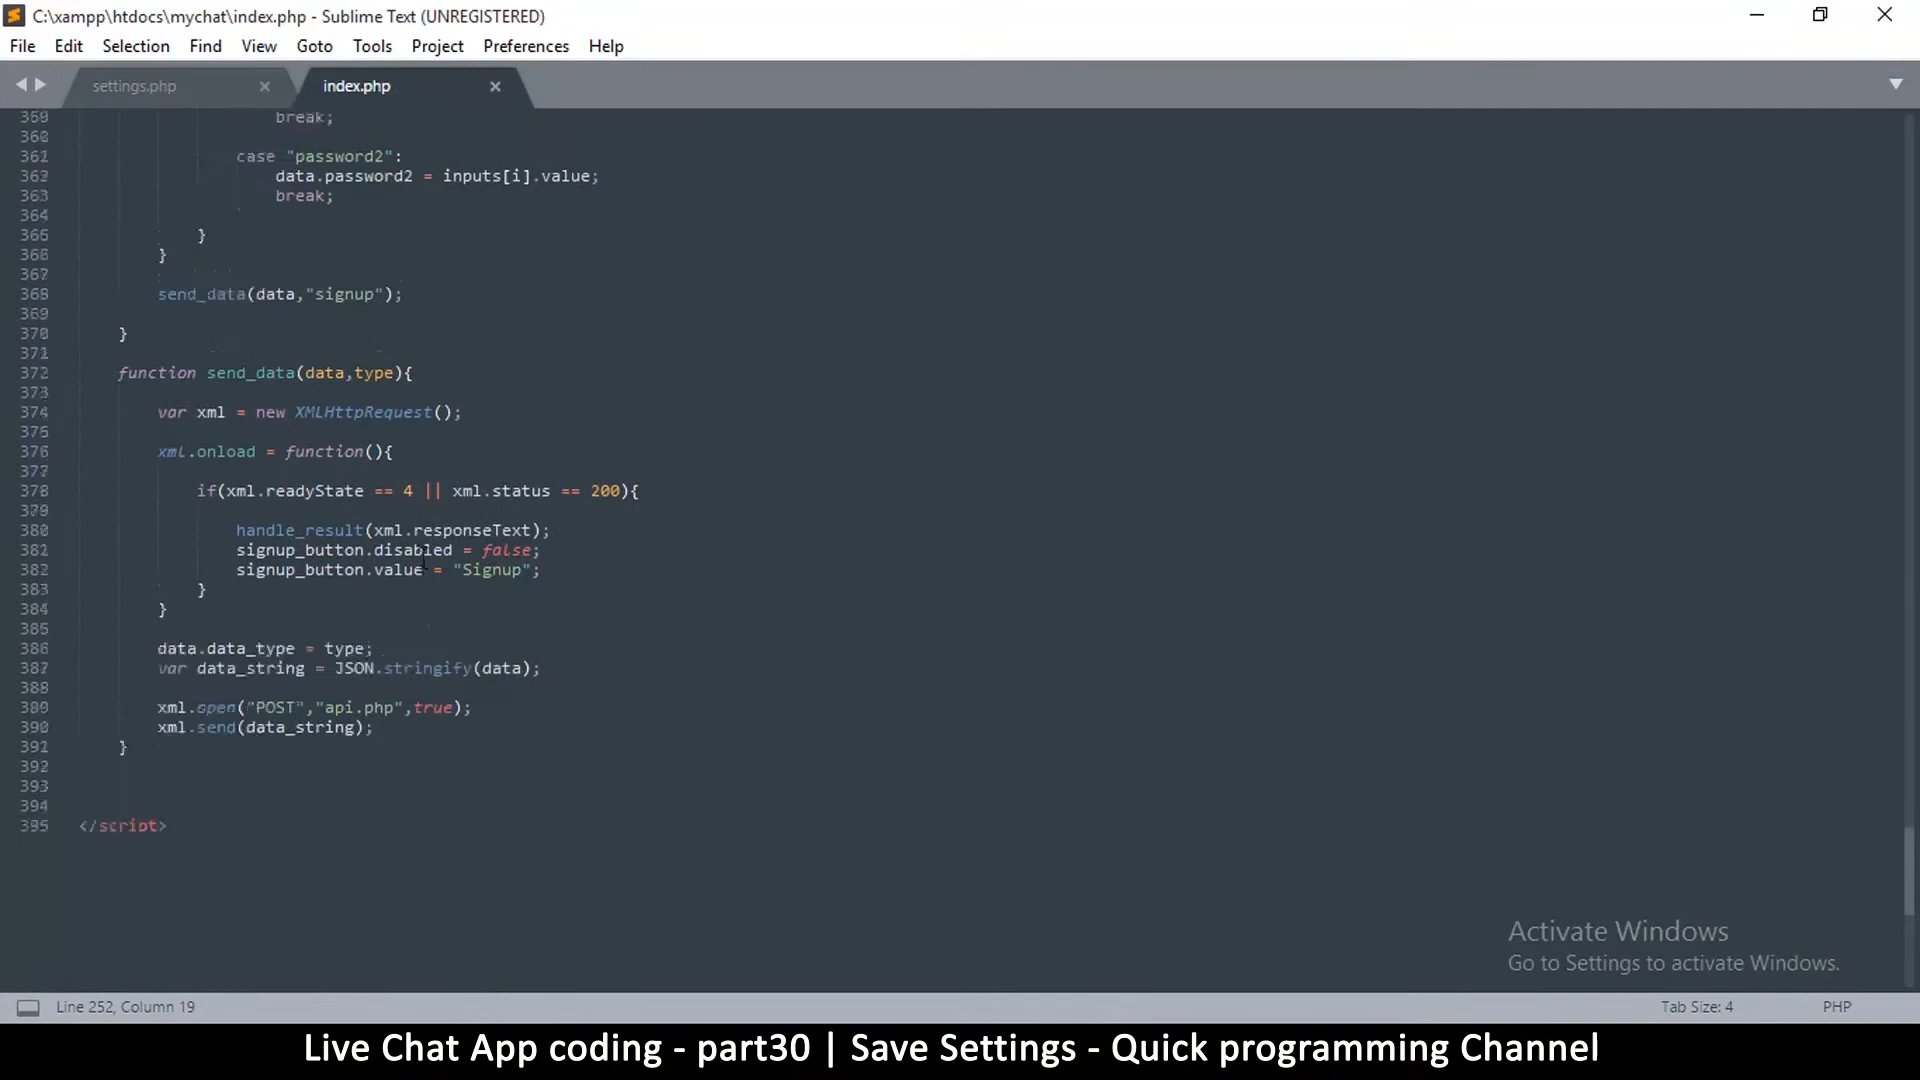 C:\xampp\htdocs\mychat\index.php - Sublime Text (UNREGISTERED)
File Edit Selection Find View Goto Tools Project Preferences Help
settings.php index.php
359 break;
360
361 case "password2":
362 data.password2 = inputs[i].value;
363 break;
364
365 }
366 }
367
368 send_data(data,"signup");
369
370 }
371
372 function send_data(data,type){
373
374 var xml = new XMLHttpRequest();
375
376 xml.onload = function(){
377
378 if(xml.readyState == 4 || xml.status == 200){
379
380 handle_result(xml.responseText);
381 signup_button.disabled = false;
382 signup_button.value = "Signup";
383 }
384 }
385
386 data.data_type = type;
387 var data_string = JSON.stringify(data);
388
389 xml.open("POST","api.php",true);
390 xml.send(data_string);
391 }
392
393
394
395 </script>
Activate Windows
Go to Settings to activate Windows.
Line 252, Column 19 Tab Size: 4 PHP
Live Chat App coding - part30 | Save Settings - Quick programming Channel